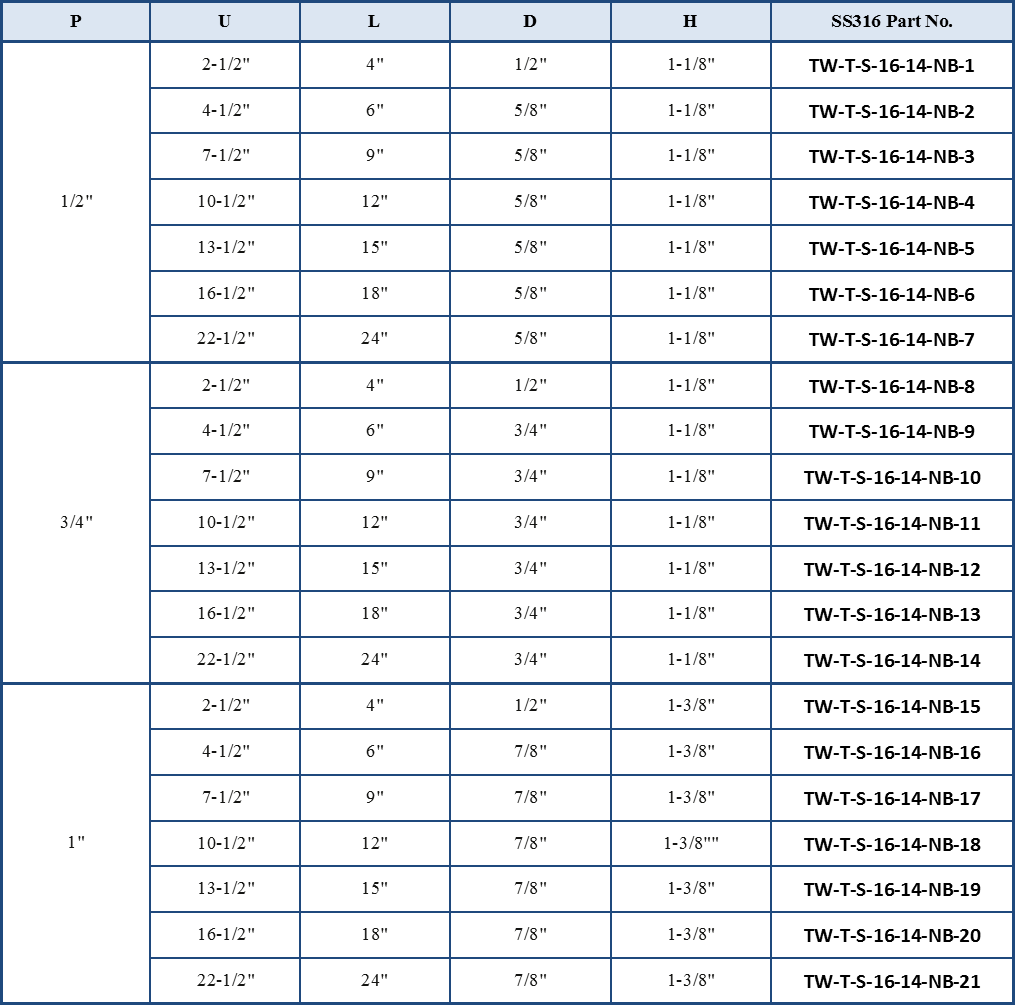 P U L D H SS316 Part No.
2-1/2" 4" 1/2" 1-1/8" TW-T-S-16-14-NB-1
4-1/2" 6" 5/8" 1-1/8" TW-T-S-16-14-NB-2
7-1/2" 9" 5/8" 1-1/8" TW-T-S-16-14-NB-3
1/2" 10-1/2" 12" 5/8" 1-1/8" TW-T-S-16-14-NB-4
13-1/2" 15" 5/8" 1-1/8" TW-T-S-16-14-NB-5
16-1/2" 18" 5/8" 1-1/8" TW-T-S-16-14-NB-6
22-1/2" 24" 5/8" 1-1/8" TW-T-S-16-14-NB-7
2-1/2" 4" 1/2" 1-1/8" TW-T-S-16-14-NB-8
4-1/2" 6" 3/4" 1-1/8" TW-T-S-16-14-NB-9
7-1/2" 9" 3/4" 1-1/8" TW-T-S-16-14-NB-10
3/4" 10-1/2" 12" 3/4" 1-1/8" TW-T-S-16-14-NB-11
13-1/2" 15" 3/4" 1-1/8" TW-T-S-16-14-NB-12
16-1/2" 18" 3/4" 1-1/8" TW-T-S-16-14-NB-13
22-1/2" 24" 3/4" 1-1/8" TW-T-S-16-14-NB-14
2-1/2" 4" 1/2" 1-3/8" TW-T-S-16-14-NB-15
4-1/2" 6" 7/8" 1-3/8" TW-T-S-16-14-NB-16
7-1/2" 9" 7/8" 1-3/8" TW-T-S-16-14-NB-17
1" 10-1/2" 12" 7/8" 1-3/8"" TW-T-S-16-14-NB-18
13-1/2" 15" 7/8" 1-3/8" TW-T-S-16-14-NB-19
16-1/2" 18" 7/8" 1-3/8" TW-T-S-16-14-NB-20
22-1/2" 24" 7/8" 1-3/8" TW-T-S-16-14-NB-21